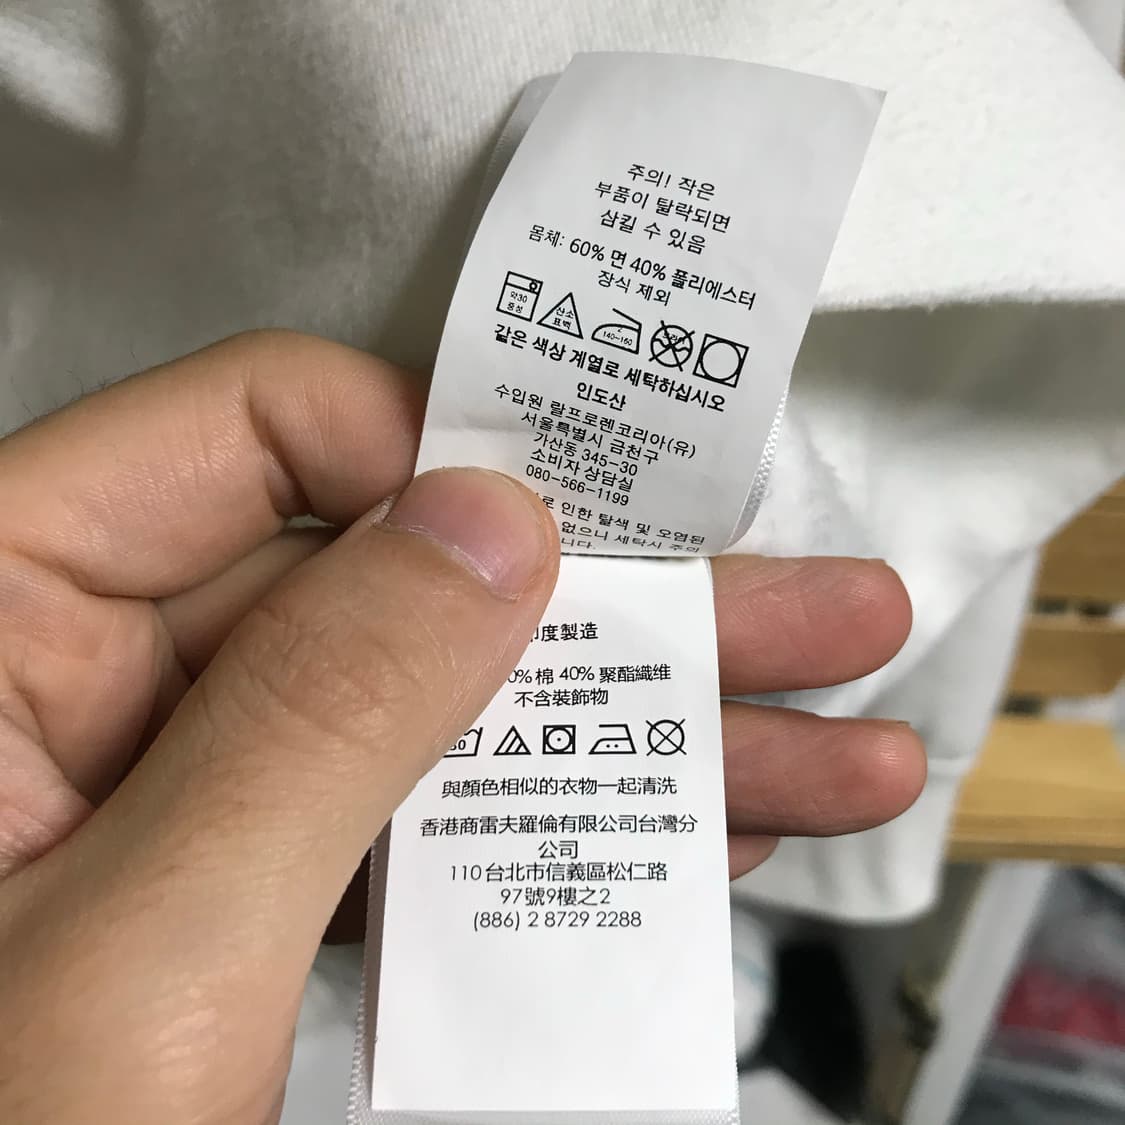 주의! 작은
부품이 탈락되면
삼킬 수 있음
몸체: 60% 면 40% 폴리에스터
장식 제외
약30
중성
산소
표백
140~160
같은 색상 계열로 세탁하십시오
인도산
수입원 랄프로렌코리아(유)
서울특별시 금천구
가산동 345-30
소비자 상담실
080-566-1199
인한 탈색 및 오염된
없으니 세탁시 주의
니다.
印度製造
0% 棉 40% 聚酯纖维
不含裝飾物
30
與顏色相似的衣物一起清洗
香港商雷夫羅倫有限公司台灣分
公司
110台北市信義區松仁路
97號9樓之2
(886) 2 8729 2288